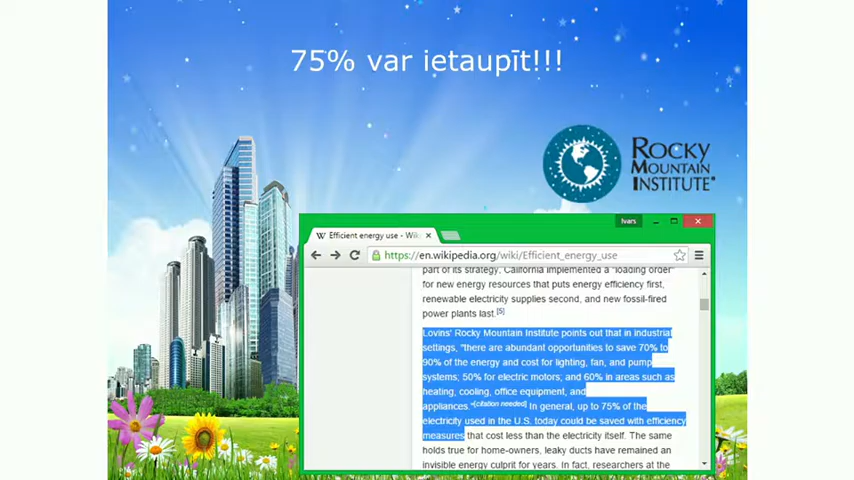 75% var ietaupīt!!!
ROCKY
MOUNTAIN
INSTITUTE®
Ivars
Efficient energy use - Wik
https://en.wikipedia.org/wiki/Efficient_energy_use
part of its strategy, California implemented a "loading order"
for new energy resources that puts energy efficiency first,
renewable electricity supplies second, and new fossil-fired
power plants last.[5]
Lovins' Rocky Mountain Institute points out that in industrial
settings, "there are abundant opportunities to save 70% to
90% of the energy and cost for lighting, fan, and pump
systems; 50% for electric motors; and 60% in areas such as
heating, cooling, office equipment, and
appliances."[citation needed] In general, up to 75% of the
electricity used in the U.S. today could be saved with efficiency
measures that cost less than the electricity itself. The same
holds true for home-owners, leaky ducts have remained an
invisible energy culprit for years. In fact, researchers at the